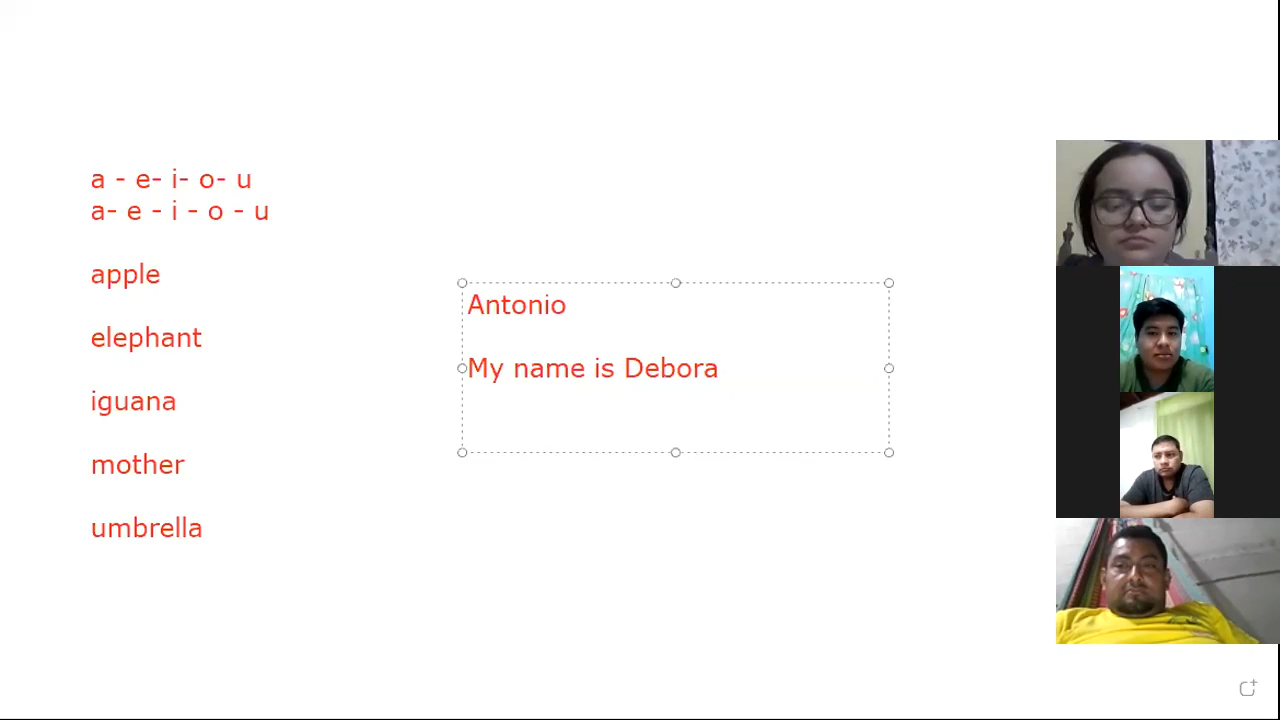 a - e- i- o- u
a- e - i - o - u
apple
elephant
iguana
mother
umbrella
Antonio
My name is Debora